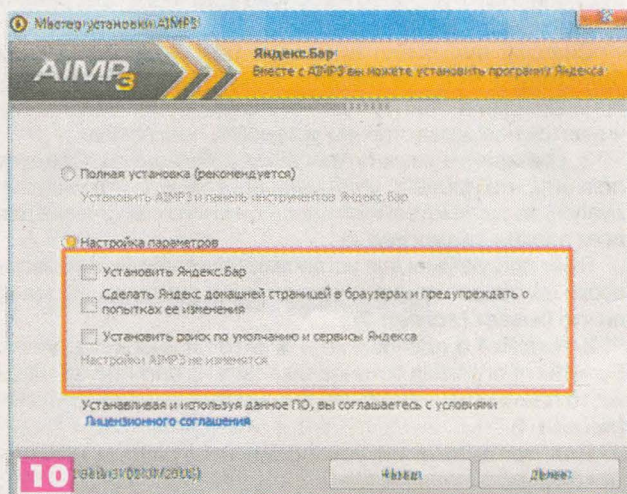 Мастер установки AIMP3
AIMP3
Яндекс.Бар
Вместе с AIMP3 вы можете установить программу Яндекса
Полная установка (рекомендуется)
Установить AIMP3 и панель инструментов Яндекс.Бар
Настройка параметров
Установить Яндекс.Бар
Сделать Яндекс домашней страницей в браузерах и предупреждать о
попытках ее изменения
Установить поиск по умолчанию и сервисы Яндекса
Настройки AIMP3 не изменятся
Устанавливая и используя данное ПО, вы соглашаетесь с условиями
Лицензионного соглашения
10
Назад
Далее